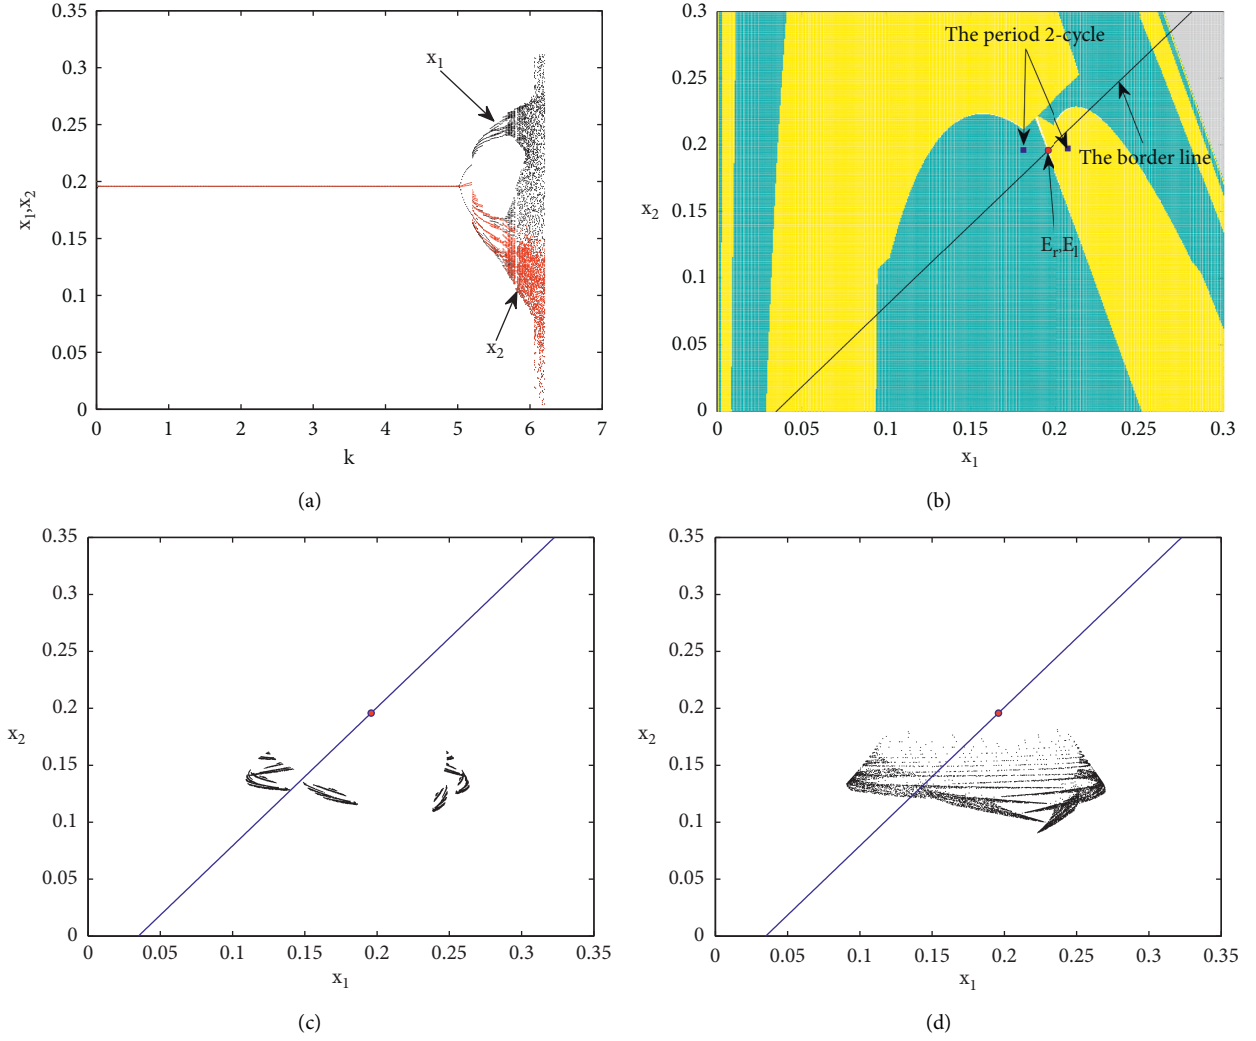 0.35
0.3
0.25
0.2
0.15
0.1
0.05
0
x₁,x₂
x₁
x₂
0 1 2 3 4 5 6 7
k
(a)
0.3
0.25
0.2
0.15
0.1
0.05
0
x₂
The period 2-cycle
The border line
Eᵣ,Eₗ
0 0.05 0.1 0.15 0.2 0.25 0.3
x₁
(b)
0.35
0.3
0.25
0.2
0.15
0.1
0.05
0
x₂
0 0.05 0.1 0.15 0.2 0.25 0.3 0.35
x₁
(c)
0.35
0.3
0.25
0.2
0.15
0.1
0.05
0
x₂
0 0.05 0.1 0.15 0.2 0.25 0.3 0.35
x₁
(d)